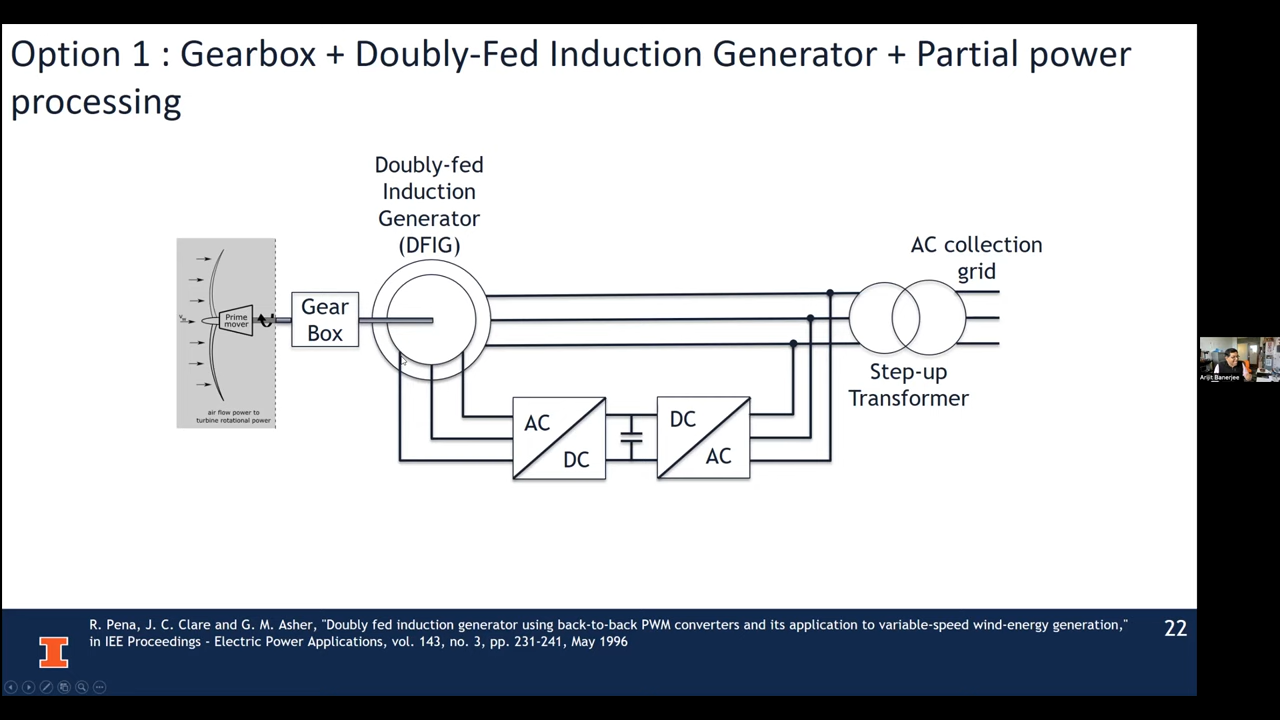 Option 1 : Gearbox + Doubly-Fed Induction Generator + Partial power
processing
Doubly-fed
Induction
Generator
(DFIG)
AC collection
grid
Prime
mover
Gear
Box
air flow power to
turbine rotational power
Step-up
Transformer
AC
DC
DC
AC
Arijit Banerjee
R. Pena, J. C. Clare and G. M. Asher, "Doubly fed induction generator using back-to-back PWM converters and its application to variable-speed wind-energy generation,"
in IEE Proceedings - Electric Power Applications, vol. 143, no. 3, pp. 231-241, May 1996
22